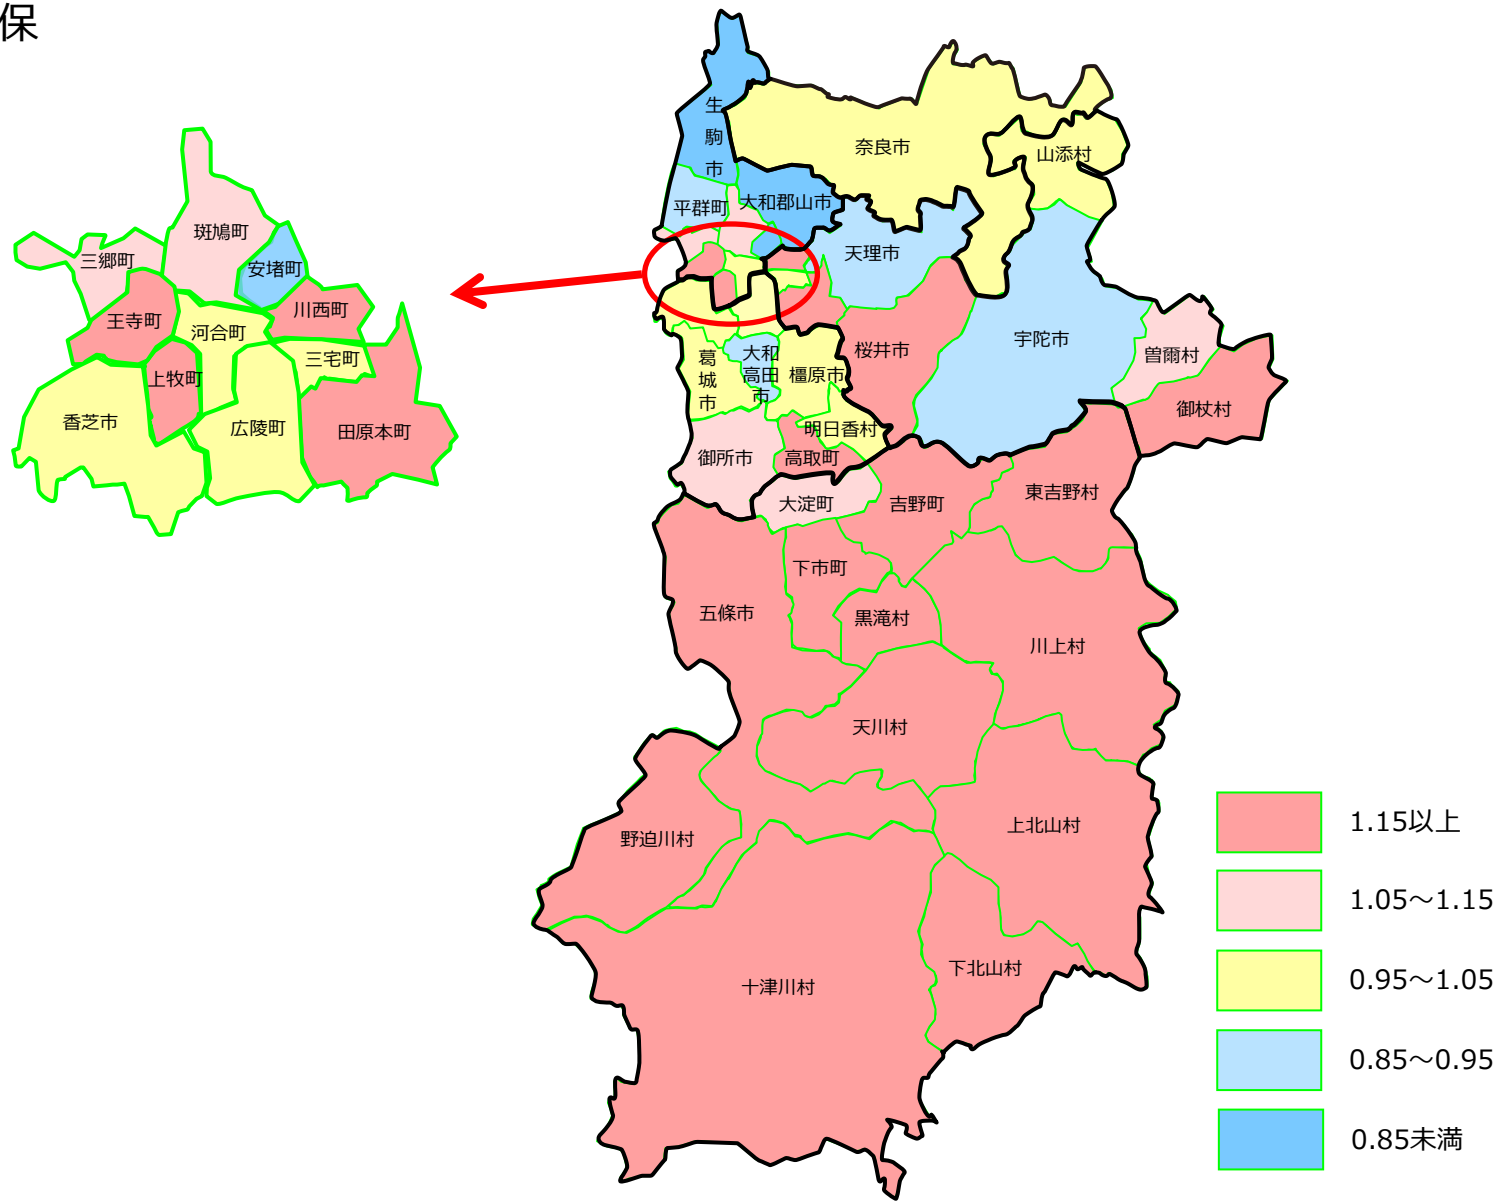 保
生駒市
奈良市
山添村
平群町
大和郡山市
天理市
斑鳩町
三郷町
安堵町
川西町
王寺町
河合町
三宅町
上牧町
香芝市
広陵町
田原本町
宇陀市
桜井市
曽爾村
御杖村
葛城市
大和高田市
橿原市
明日香村
御所市
高取町
大淀町
吉野町
東吉野村
下市町
五條市
黒滝村
川上村
天川村
野迫川村
上北山村
下北山村
十津川村
1.15以上
1.05～1.15
0.95～1.05
0.85～0.95
0.85未満